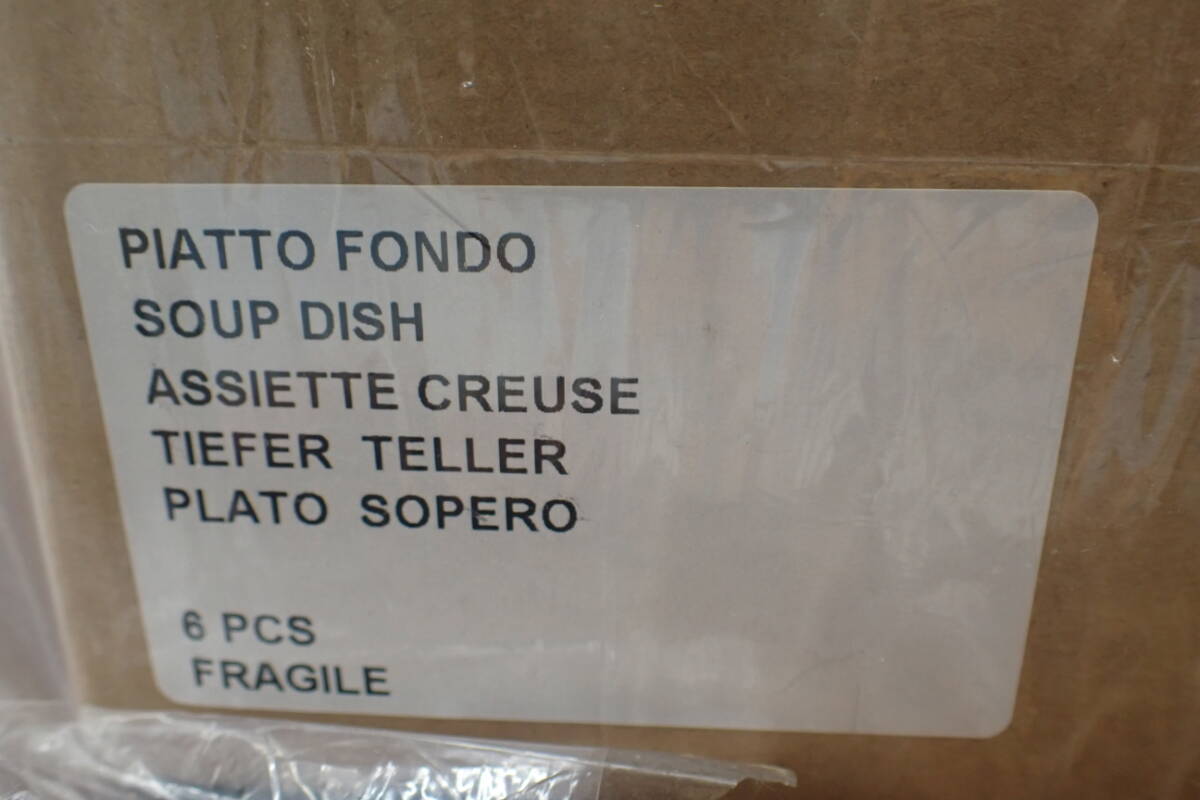 PIATTO FONDO
SOUP DISH
ASSIETTE CREUSE
TIEFER TELLER
PLATO SOPERO
6 PCS
FRAGILE